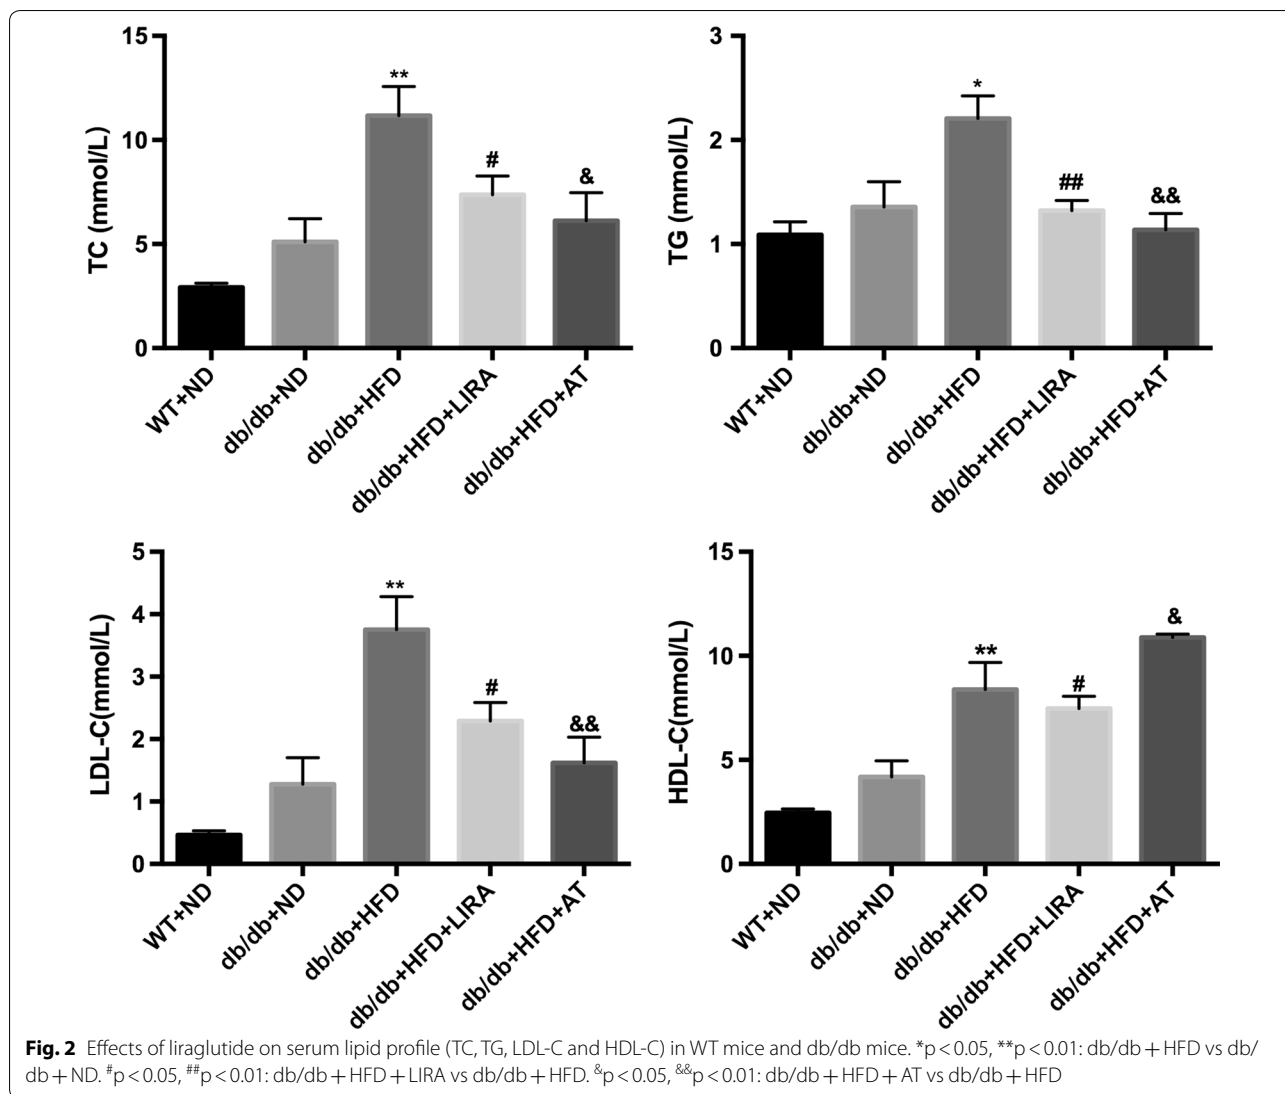 15
10
5
0
TC (mmol/L)
**
#
&
WT+ND
db/db+ND
db/db+HFD
db/db+HFD+LIRA
db/db+HFD+AT
3
2
1
0
TG (mmol/L)
*
##
&&
WT+ND
db/db+ND
db/db+HFD
db/db+HFD+LIRA
db/db+HFD+AT
5
4
3
2
1
0
LDL-C(mmol/L)
**
#
&&
WT+ND
db/db+ND
db/db+HFD
db/db+HFD+LIRA
db/db+HFD+AT
15
10
5
0
HDL-C(mmol/L)
**
#
&
WT+ND
db/db+ND
db/db+HFD
db/db+HFD+LIRA
db/db+HFD+AT
Fig. 2 Effects of liraglutide on serum lipid profile (TC, TG, LDL-C and HDL-C) in WT mice and db/db mice. *p < 0.05, **p < 0.01: db/db + HFD vs db/
db + ND. #p < 0.05, ##p < 0.01: db/db + HFD + LIRA vs db/db + HFD. &p < 0.05, &&p < 0.01: db/db + HFD + AT vs db/db + HFD